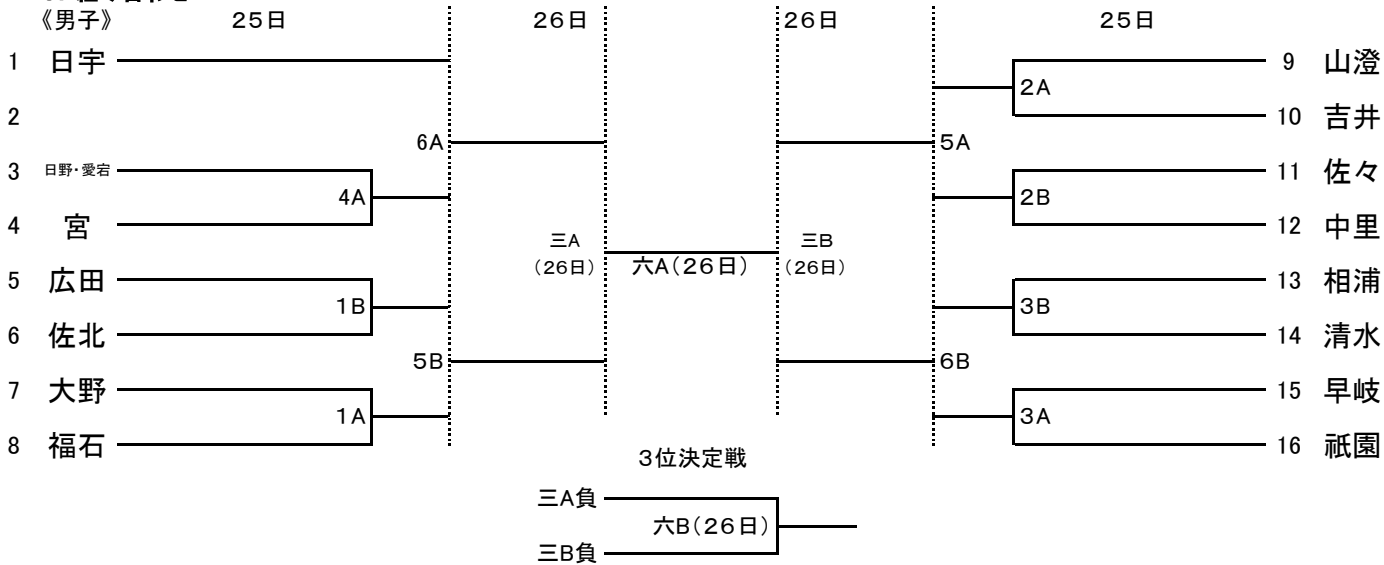 《男子》 25日 26日 26日 25日
1 日宇 9 山澄
2A
2 10 吉井
6A 5A
3 日野・愛宕 11 佐々
4A 2B
4 宮 12 中里
三A 三B
(26日) 六A(26日) (26日)
5 広田 13 相浦
1B 3B
6 佐北 14 清水
5B 6B
7 大野 15 早岐
1A 3A
8 福石 16 祇園
3位決定戦
三A負
六B(26日)
三B負